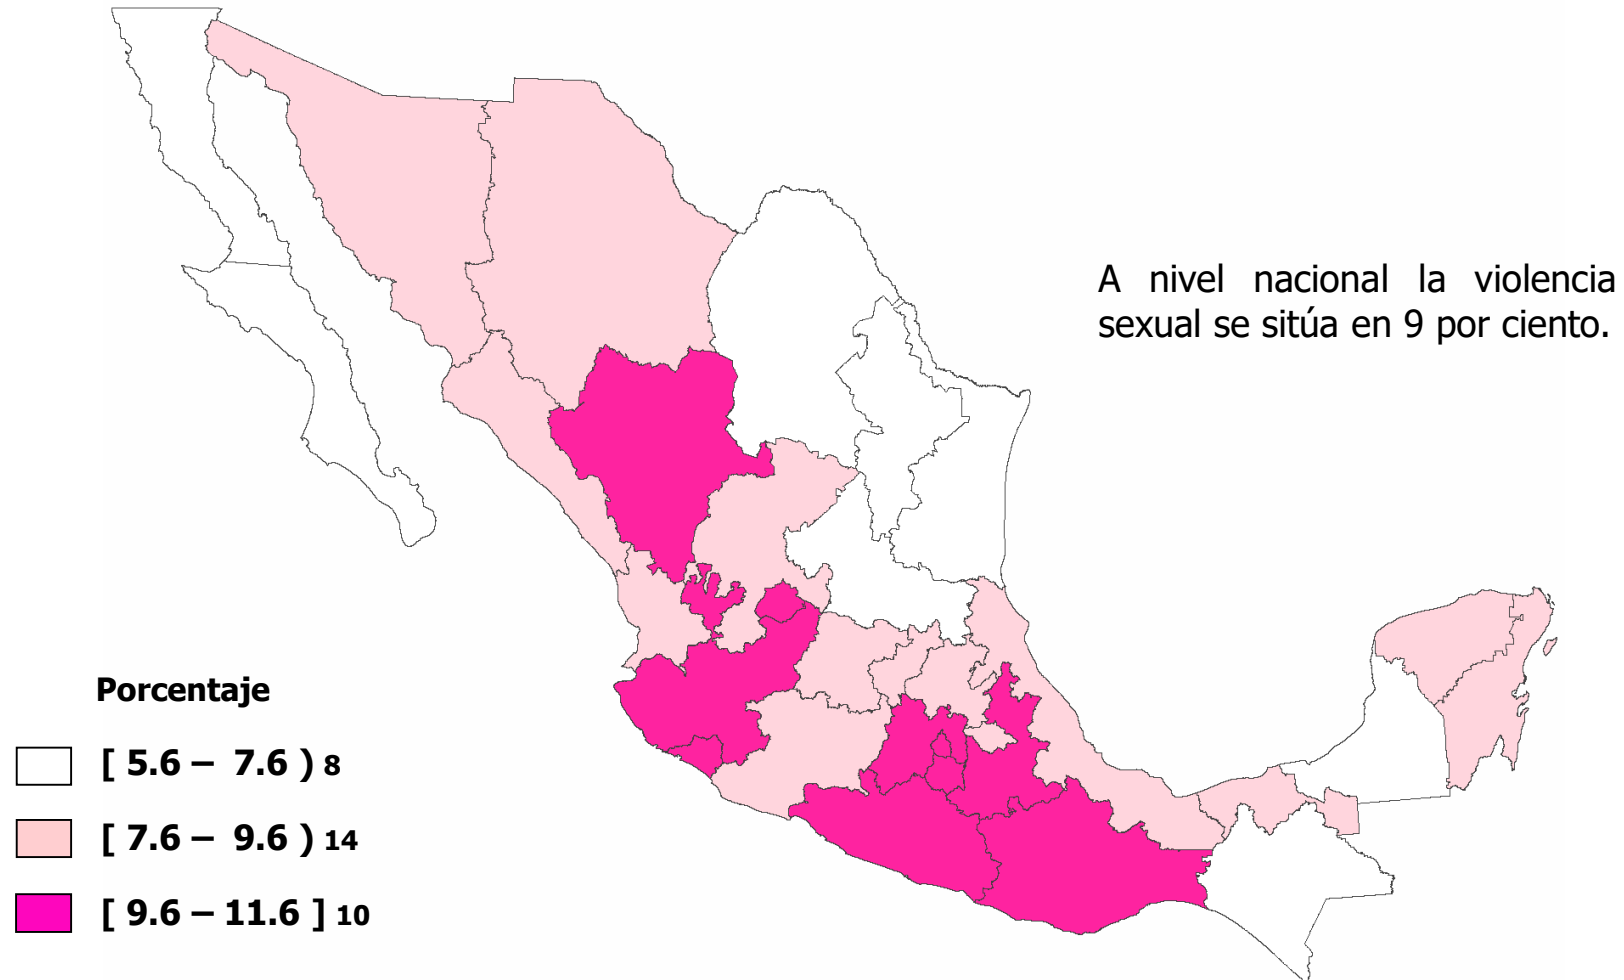 A nivel nacional la violencia
sexual se sitúa en 9 por ciento.
Porcentaje
[ 5.6 – 7.6 ) 8
[ 7.6 – 9.6 ) 14
[ 9.6 – 11.6 ] 10